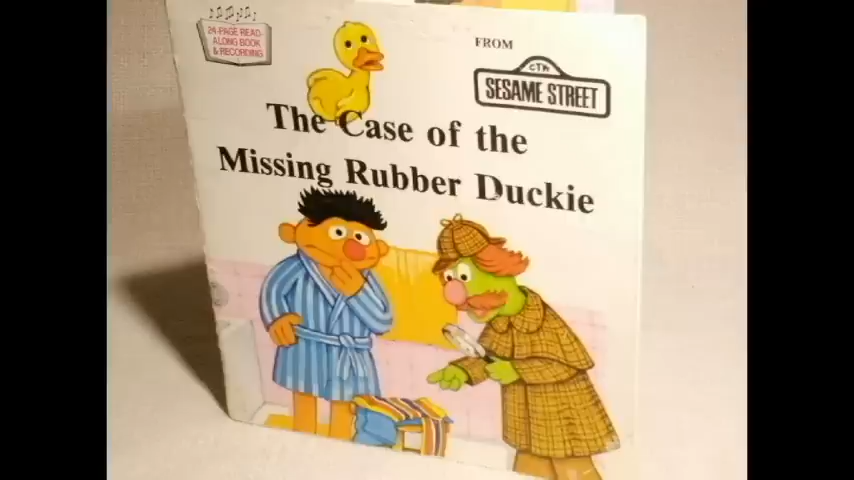 24-PAGE READ-
ALONG BOOK
& RECORDING
FROM
CTW
SESAME STREET
The Case of the
Missing Rubber Duckie